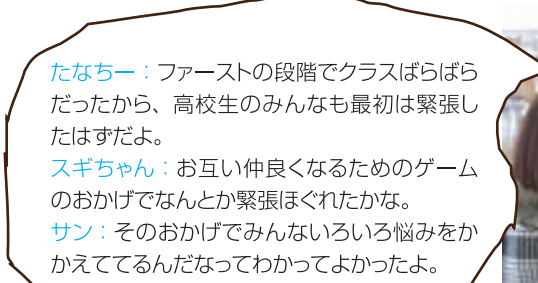 たなちー：ファーストの段階でクラスばらばら
だったから、高校生のみんなも最初は緊張し
たはずだよ。
スギちゃん：お互い仲良くなるためのゲーム
のおかげでなんとか緊張ほぐれたかな。
サン：そのおかげでみんないろいろ悩みをか
かえててるんだなってわかってよかったよ。